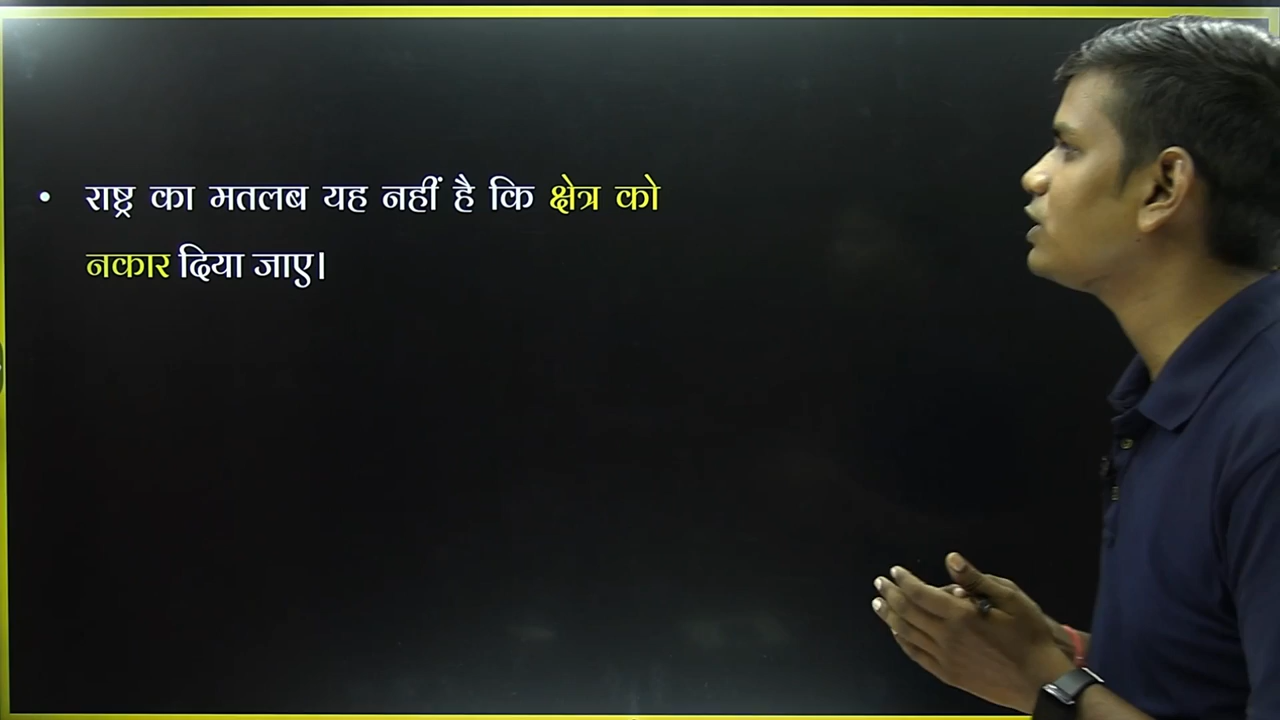 • राष्ट्र का मतलब यह नहीं है कि क्षेत्र को
नकार दिया जाए।